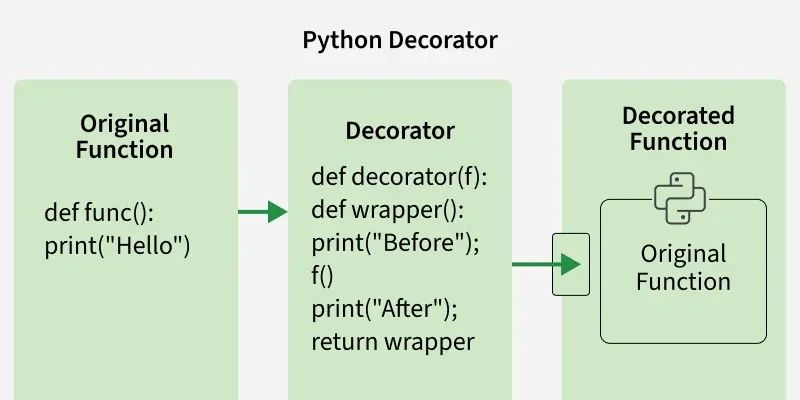 Python Decorator
Original
Function
def func():
print("Hello")
Decorator
def decorator(f):
def wrapper():
print("Before");
f()
print("After");
return wrapper
Decorated
Function
Original
Function